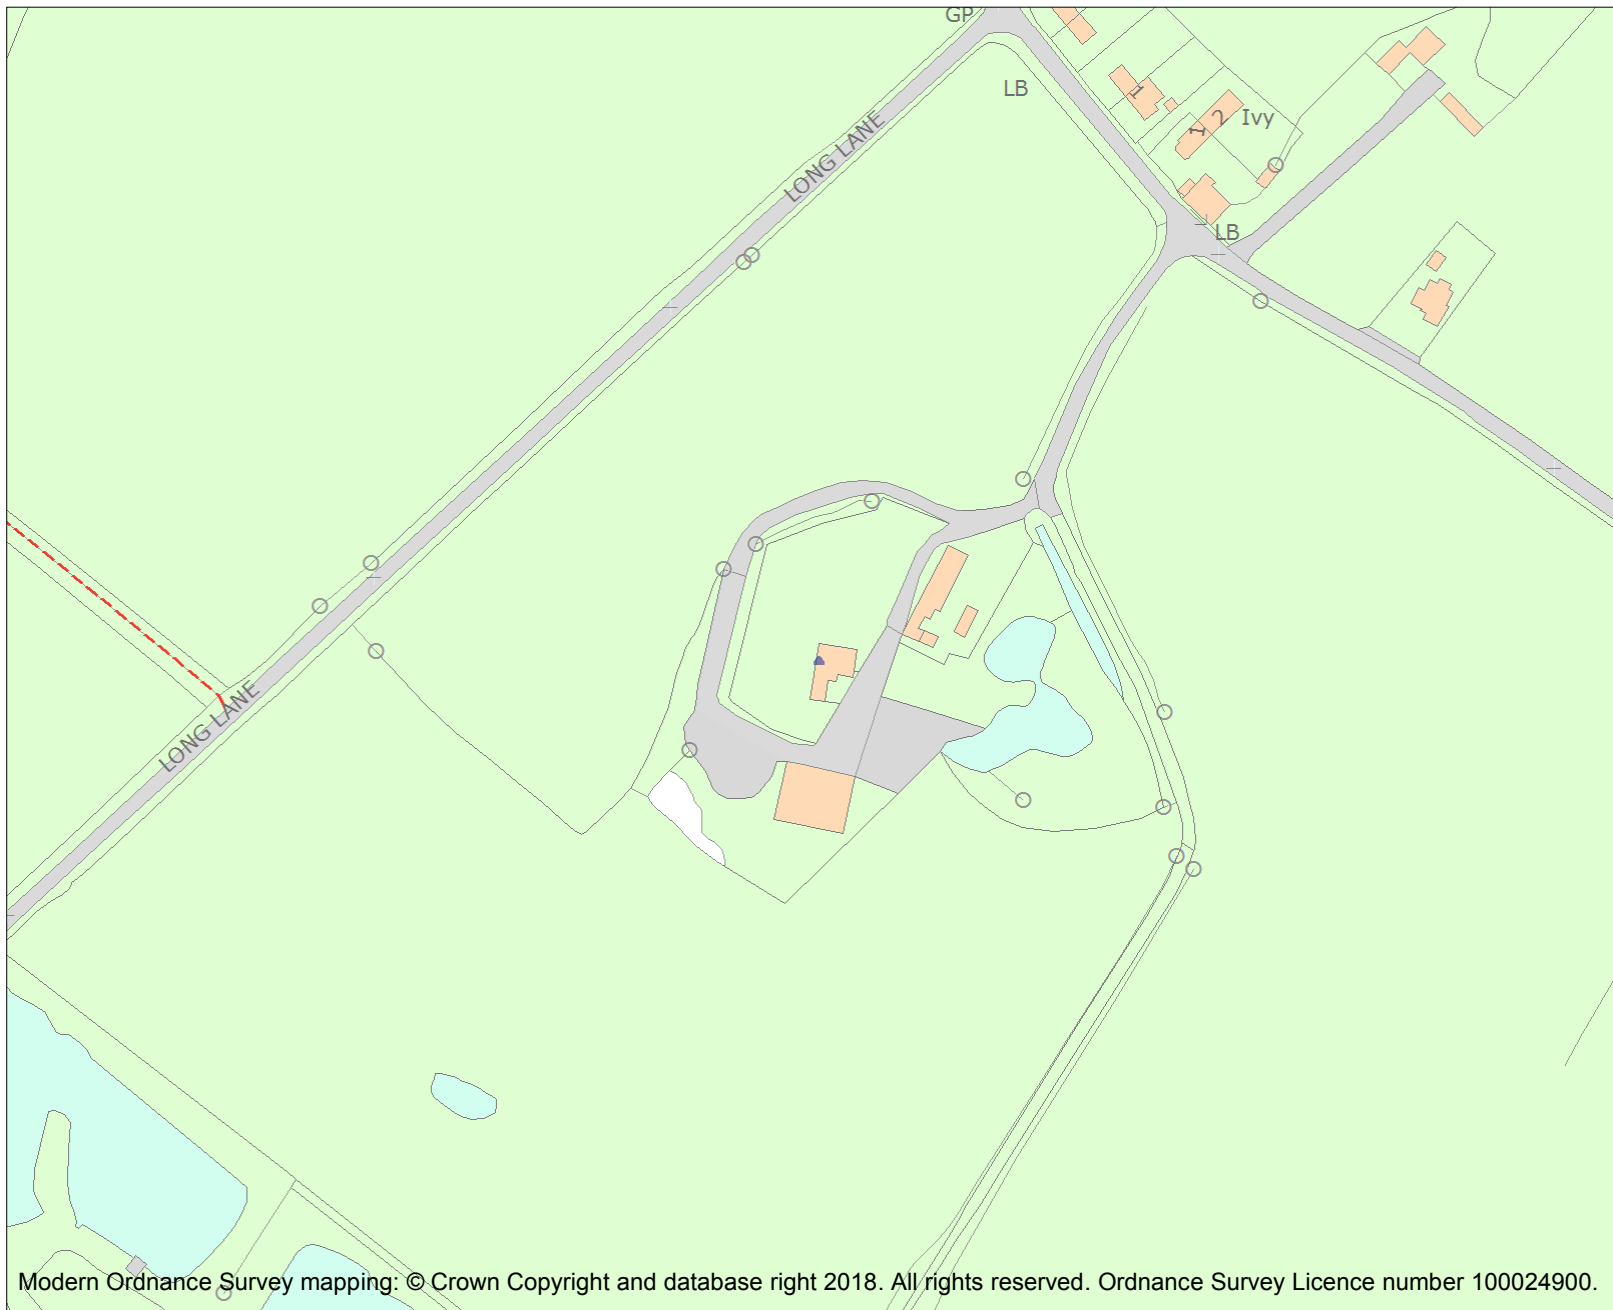 GP
LB
LONG LANE
1
1 2 Ivy
LB
LONG LANE
Modern Ordnance Survey mapping: © Crown Copyright and database right 2018. All rights reserved. Ordnance Survey Licence number 100024900.